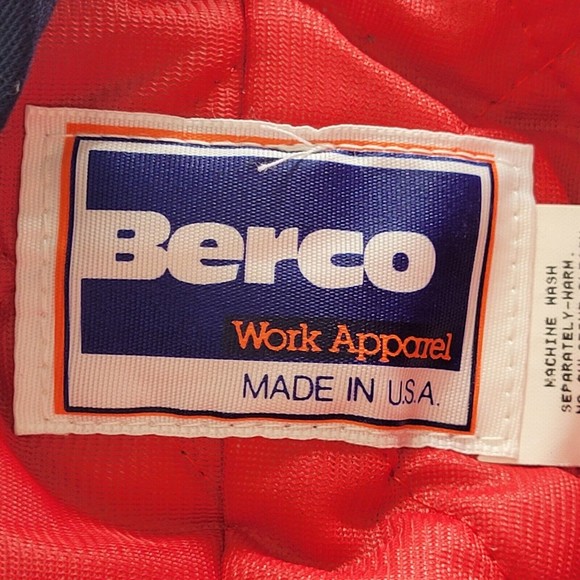 Berco
Work Apparel
MADE IN U.S.A.
MACHINE WASH
SEPARATELY-WARM.